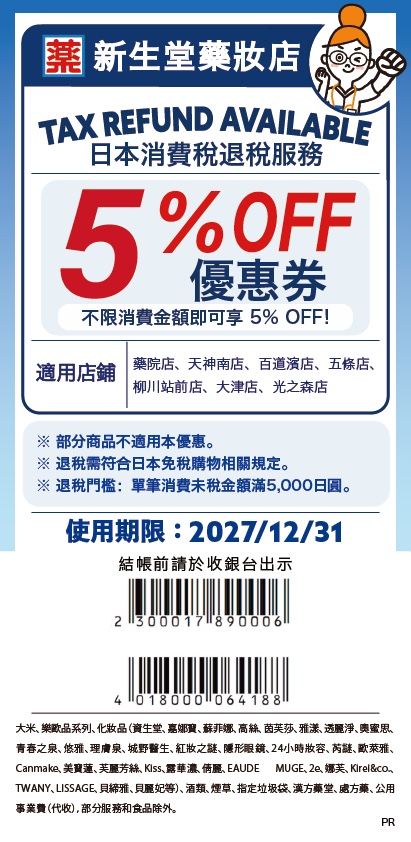 薬 新生堂藥妝店
TAX REFUND AVAILABLE
日本消費稅退稅服務
5%OFF
優惠券
不限消費金額即可享 5% OFF!
適用店鋪
藥院店、天神南店、百道濱店、五條店、
柳川站前店、大津店、光之森店
※ 部分商品不適用本優惠。
※ 退稅需符合日本免稅購物相關規定。
※ 退稅門檻：單筆消費未稅金額滿5,000日圓。
使用期限：2027/12/31
結帳前請於收銀台出示
2 300017 890006
4 018000 064188
大米、樂歐品系列、化妝品(資生堂、嘉娜寶、蘇菲娜、高絲、茵芙莎、雅漾、透麗淨、奧蜜思、
青春之泉、悠雅、理膚泉、城野醫生、紅妝之謎、隱形眼鏡、24小時妝容、芮謎、歐萊雅、
Canmake、美寶蓮、芙麗芳絲、Kiss、露華濃、倩麗、EAUDE MUGE、2e、娜芙、Kirei&co.、
TWANY、LISSAGE、貝締雅、貝麗妃等)、酒類、煙草、指定垃圾袋、漢方藥堂、處方藥、公用
事業費(代收)，部分服務和食品除外。
PR